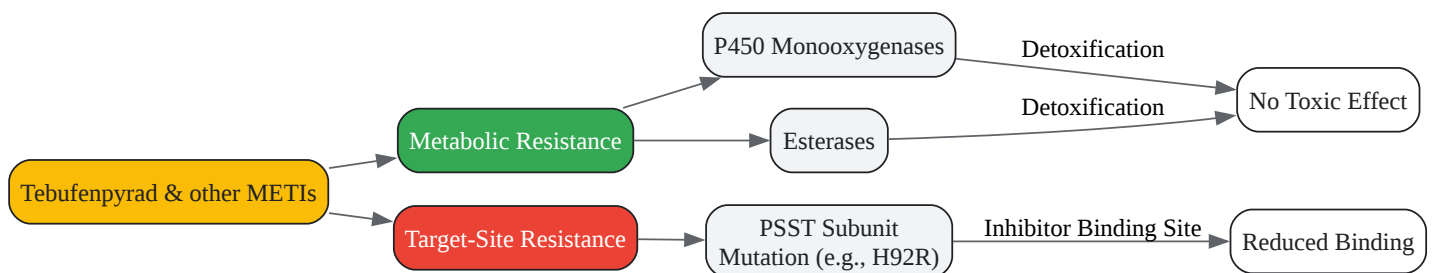 Tebufenpyrad & other METIs
Metabolic Resistance
Target-Site Resistance
P450 Monooxygenases
Esterases
PSST Subunit
Mutation (e.g., H92R)
Detoxification
Detoxification
Inhibitor Binding Site
No Toxic Effect
Reduced Binding